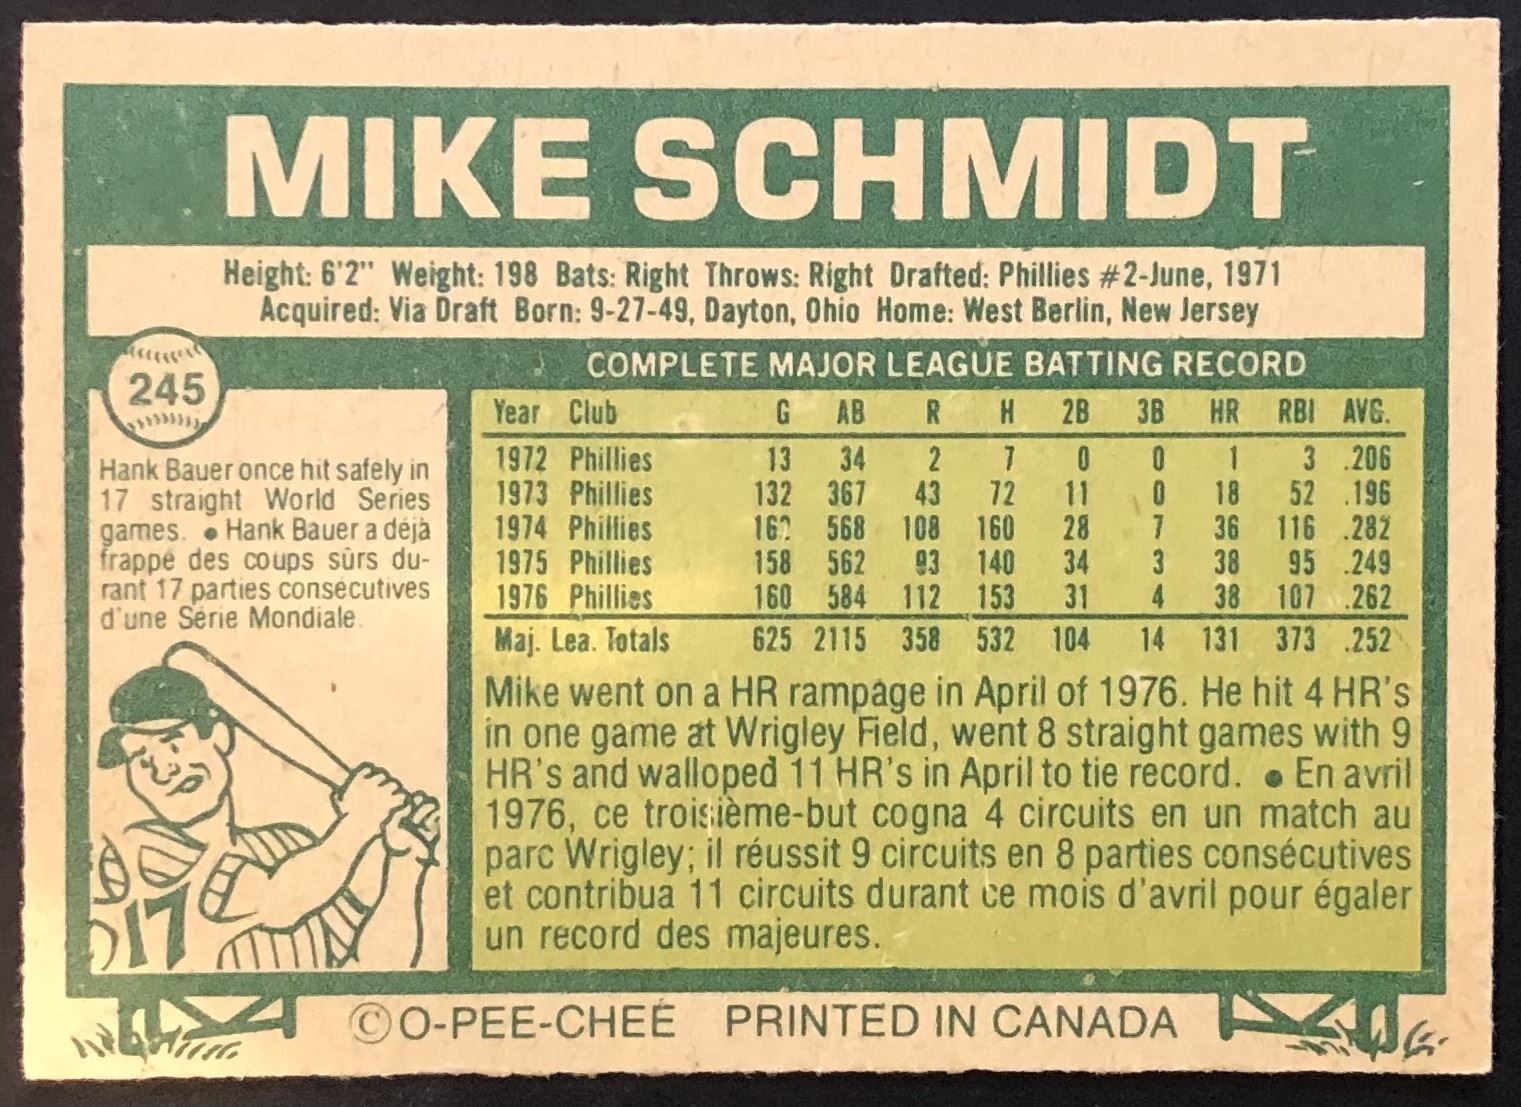 MIKE SCHMIDT
Height: 6'2" Weight: 198 Bats: Right Throws: Right Drafted: Phillies #2-June, 1971
Acquired: Via Draft Born: 9-27-49, Dayton, Ohio Home: West Berlin, New Jersey
245
Hank Bauer once hit safely in
17 straight World Series
games. ● Hank Bauer a déjà
frappé des coups sûrs du-
rant 17 parties consécutives
d'une Série Mondiale.
17
COMPLETE MAJOR LEAGUE BATTING RECORD
Year Club G AB R H 2B 3B HR RBI AVG.
1972 Phillies 13 34 2 7 0 0 1 3 .206
1973 Phillies 132 367 43 72 11 0 18 52 .196
1974 Phillies 568 108 160 28 7 36 116 .282
1975 Phillies 158 562 93 140 34 3 38 95 .249
1976 Phillies 160 584 112 153 31 4 38 107 .262
Maj. Lea. Totals 625 2115 358 532 104 14 131 373 .252
Mike went on a HR rampage in April of 1976. He hit 4 HR's
in one game at Wrigley Field, went 8 straight games with 9
HR's and walloped 11 HR's in April to tie record. ● En avril
1976, ce troisième-but cogna 4 circuits en un match au
parc Wrigley; il réussit 9 circuits en 8 parties consécutives
et contribua 11 circuits durant ce mois d'avril pour égaler
un record des majeures.
©O-PEE-CHEE PRINTED IN CANADA